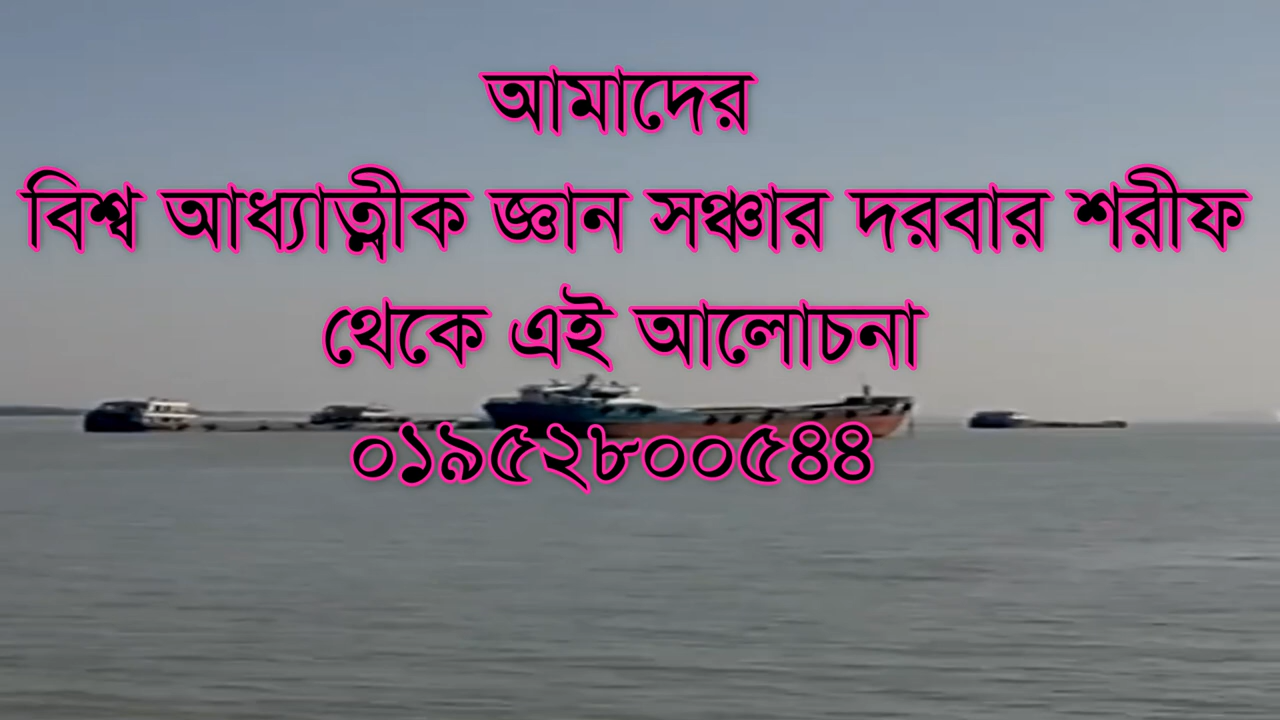 আমাদের
বিশ্ব আধ্যাত্নীক জ্ঞান সঞ্চার দরবার শরীফ
থেকে এই আলোচনা
০১৯৫২৮০০৫৪৪